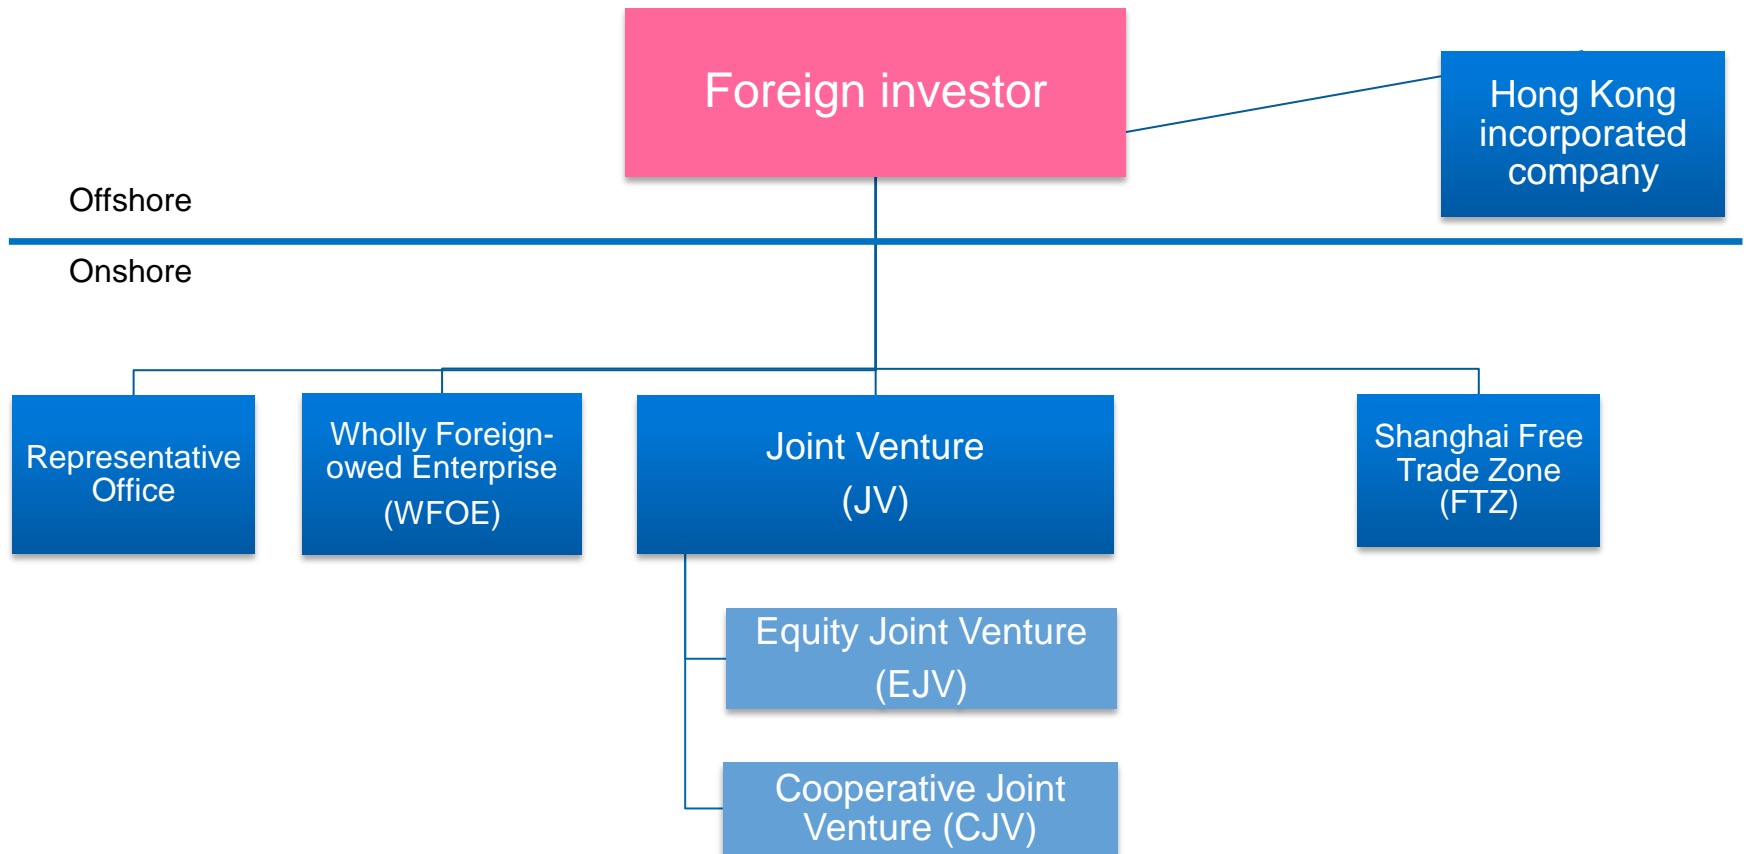 Foreign investor
Hong Kong
incorporated
company
Offshore
Onshore
Representative
Office
Wholly Foreign-
owed Enterprise
(WFOE)
Joint Venture
(JV)
Shanghai Free
Trade Zone
(FTZ)
Equity Joint Venture
(EJV)
Cooperative Joint
Venture (CJV)